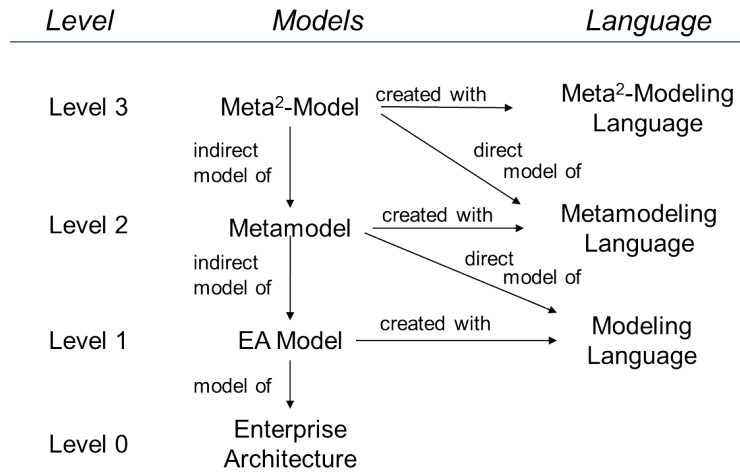 Level Models Language
Level 3 Meta²-Model created with Meta²-Modeling
Language
indirect
model of
direct
model of
Level 2 Metamodel created with Metamodeling
Language
indirect
model of
direct
model of
Level 1 EA Model created with Modeling
Language
model of
Level 0 Enterprise
Architecture